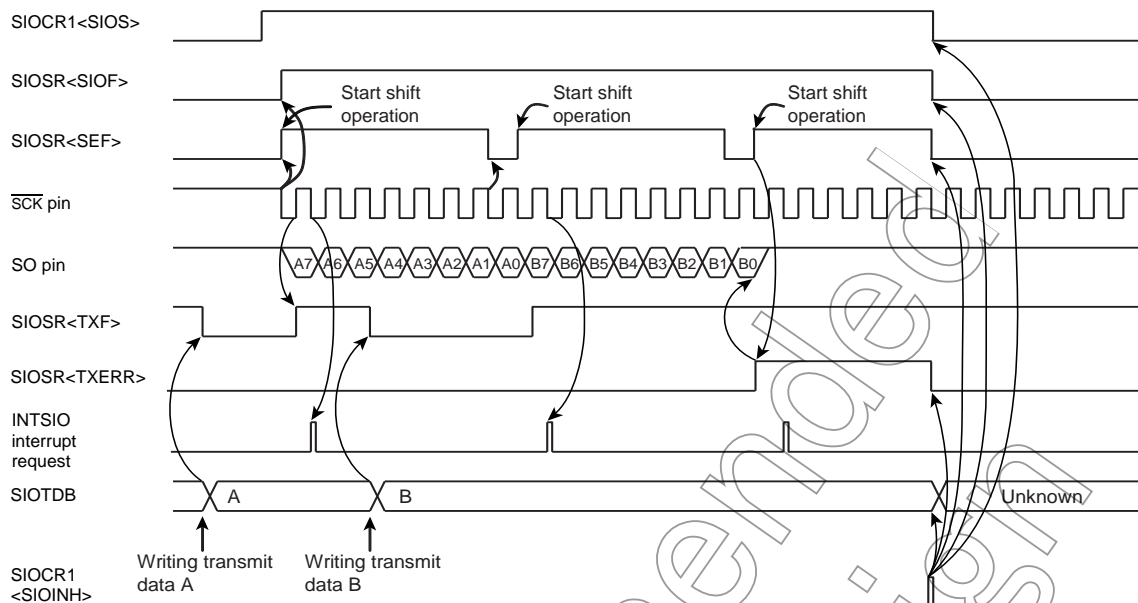 SIOCR1<SIOS>
SIOSR<SIOF>
Start shift operation
Start shift operation
Start shift operation
SIOSR<SEF>
SCK pin
SO pin
A7 A6 A5 A4 A3 A2 A1 A0 B7 B6 B5 B4 B3 B2 B1 B0
SIOSR<TXF>
SIOSR<TXERR>
INTSIO
interrupt
request
SIOTDB
A
B
Unknown
Writing transmit
data A
Writing transmit
data B
SIOCR1
<SIOINH>